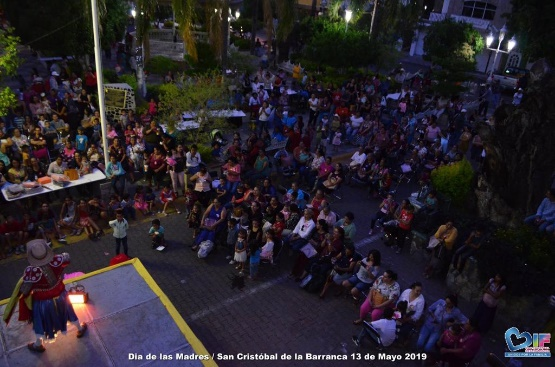 Día de las Madres / San Cristóbal de la Barranca 13 de Mayo 2019
DIF